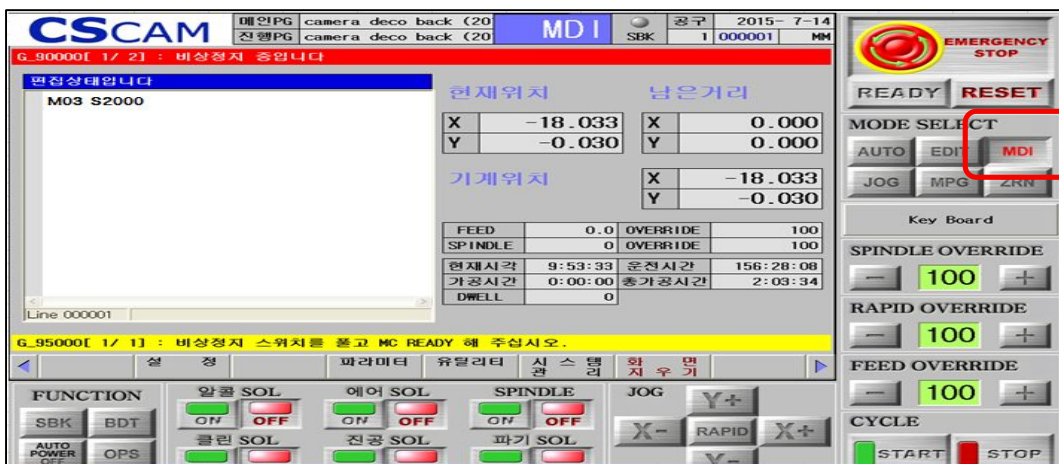 CSCAM
메인PG camera deco back (20
진행PG camera deco back (20
MDI
SBK
공구 1
2015- 7-14
000001 MM
G_90000[ 1/ 2] : 비상정지 중입니다
편집상태입니다
M03 S2000
Line 000001
현재위치
X -18.033
Y -0.030
남은거리
X 0.000
Y 0.000
기계위치
X -18.033
Y -0.030
FEED 0.0 OVERRIDE 100
SPINDLE 0 OVERRIDE 100
현재시각 9:53:33 운전시간 156:28:08
가공시간 0:00:00 총가공시간 2:03:34
DWELL 0
G_95000[ 1/ 1] : 비상정지 스위치를 풀고 MC READY 해 주십시오.
설 정 파라미터 유틸리티 시스템관리 화면지우기
EMERGENCY STOP
READY RESET
MODE SELECT
AUTO EDIT MDI
JOG MPG ZRN
Key Board
SPINDLE OVERRIDE
- 100 +
RAPID OVERRIDE
- 100 +
FEED OVERRIDE
- 100 +
CYCLE
START STOP
FUNCTION
SBK BDT
AUTO POWER OFF OPS
알콜 SOL
ON OFF
에어 SOL
ON OFF
SPINDLE
ON OFF
클린 SOL
진공 SOL
파기 SOL
JOG
Y+
X- RAPID X+
Y-